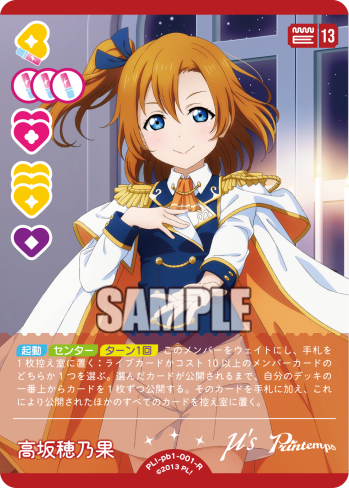 13
SAMPLE
起動 センター ターン1回 このメンバーをウェイトにし、手札を
1枚控え室に置く：ライブカードかコスト10以上のメンバーカードの
どちらか1つを選ぶ。選んだカードが公開されるまで、自分のデッキの
一番上からカードを1枚ずつ公開する。そのカードを手札に加え、これ
により公開されたほかのすべてのカードを控え室に置く。
高坂穂乃果
μ's Printemps
PL!-pb1-001-R
©2013 PL!